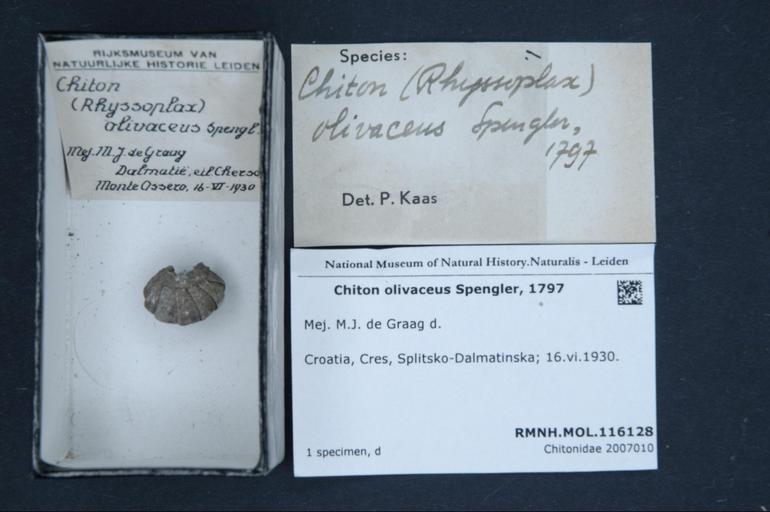 RIJKSMUSEUM VAN
NATUURLIJKE HISTORIE LEIDEN
Chiton
(Rhyssoplax)
olivaceus Spengl.
Mej. M. J. de Graag
Dalmatië, eil. Cherso
Monte Ossero, 16-VI-1930
Species:
Chiton (Rhyssoplax)
olivaceus Spengler,
1797
Det. P. Kaas
National Museum of Natural History.Naturalis - Leiden
Chiton olivaceus Spengler, 1797
Mej. M.J. de Graag d.
Croatia, Cres, Splitsko-Dalmatinska; 16.vi.1930.
RMNH.MOL.116128
1 specimen, d
Chitonidae 2007010